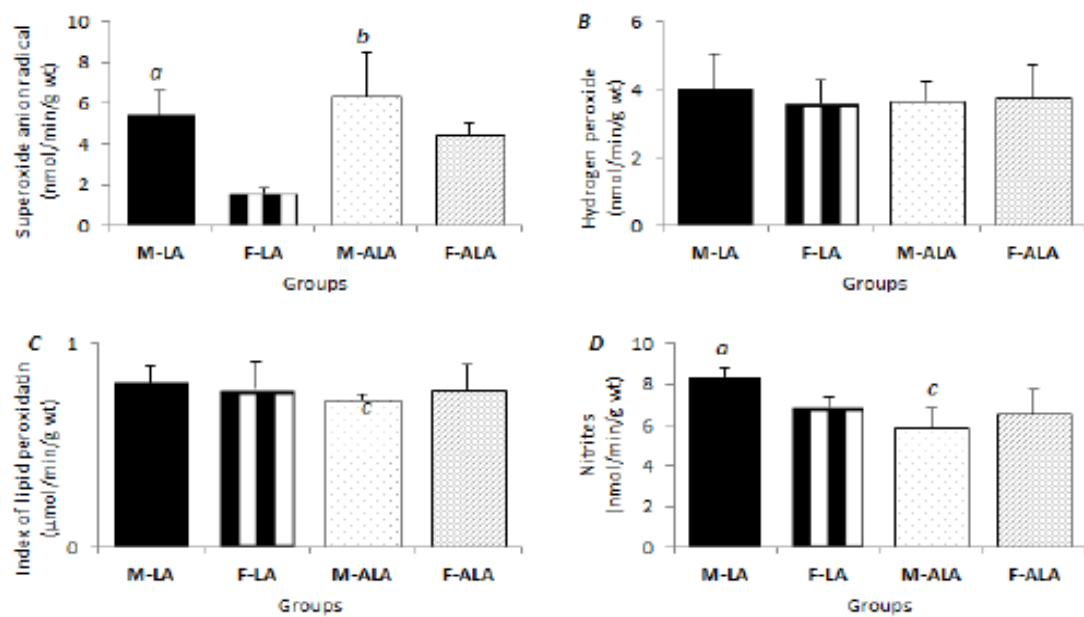 Superoxide anion radical
(nmol/min/g wt)
10
8
6
4
2
0
a
b
M-LA F-LA M-ALA F-ALA
Groups
B
Hydrogen peroxide
(nmol/min/g wt)
6
4
2
0
M-LA F-LA M-ALA F-ALA
Groups
C
Index of lipid peroxidatin
(μmol/min/g wt)
1
0
c
M-LA F-LA M-ALA F-ALA
Groups
D
Nitrites
(nmol/min/g wt)
10
8
6
4
2
0
a
c
M-LA F-LA M-ALA F-ALA
Groups